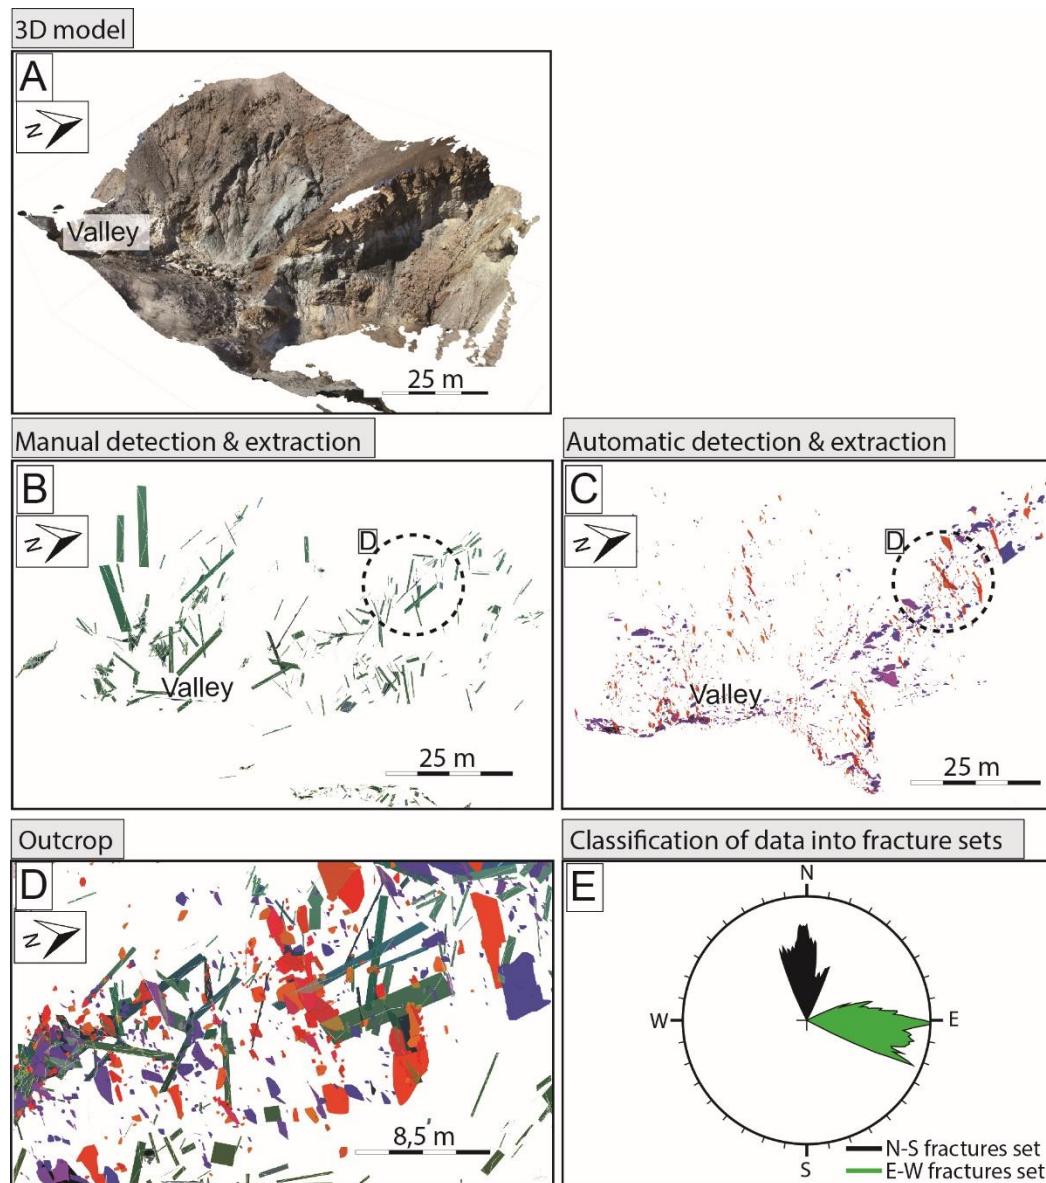 3D model
A
N
Valley
25 m
Manual detection & extraction
Automatic detection & extraction
B
N
D
Valley
25 m
C
N
D
Valley
25 m
Outcrop
Classification of data into fracture sets
D
N
8,5 m
E
N
W
E
S
N-S fractures set
E-W fractures set